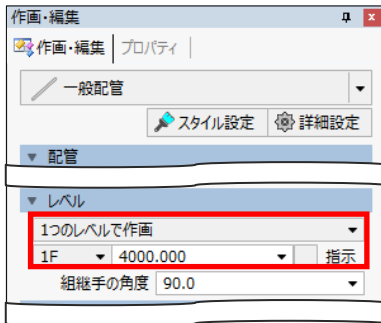 作画・編集
作画・編集 プロパティ
一般配管
スタイル設定 詳細設定
配管
レベル
1つのレベルで作画
1F 4000.000 指示
組継手の角度 90.0